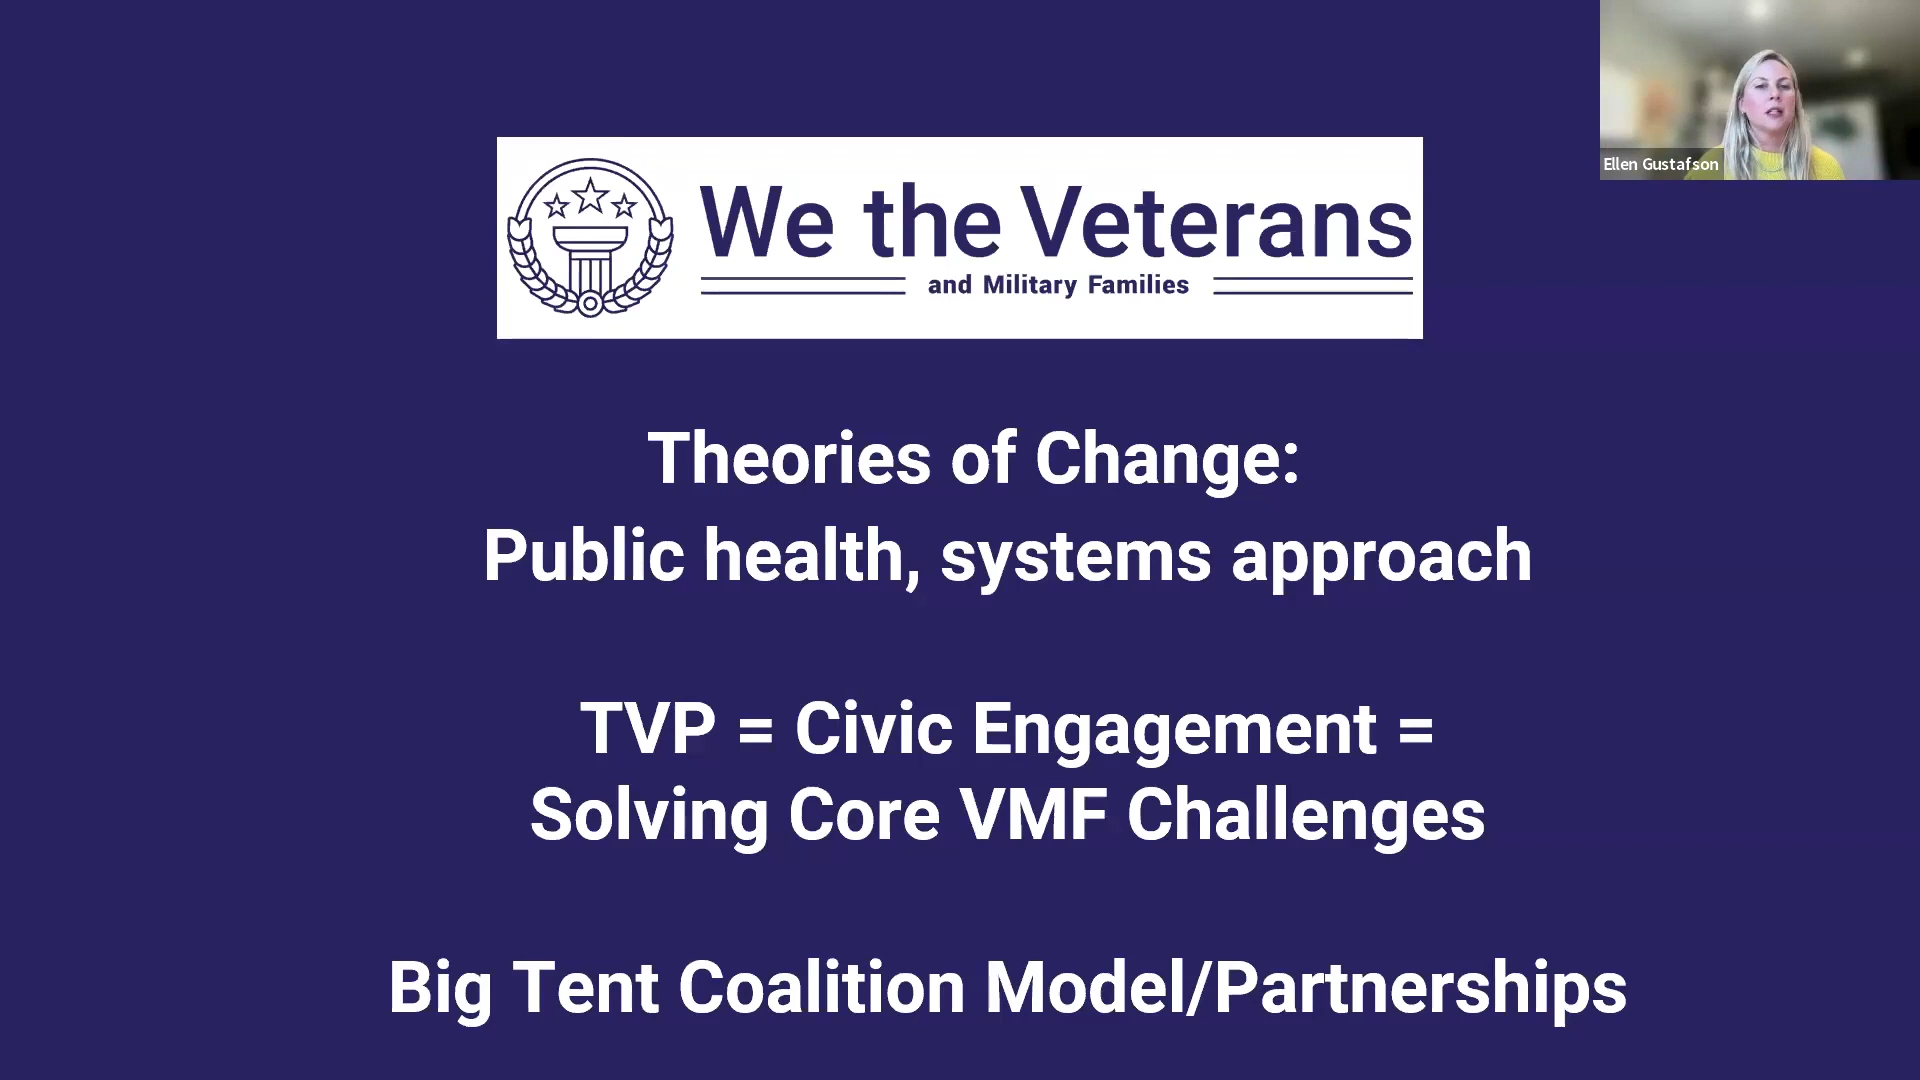 Ellen Gustafson
We the Veterans
and Military Families
Theories of Change:
Public health, systems approach
TVP = Civic Engagement =
Solving Core VMF Challenges
Big Tent Coalition Model/Partnerships